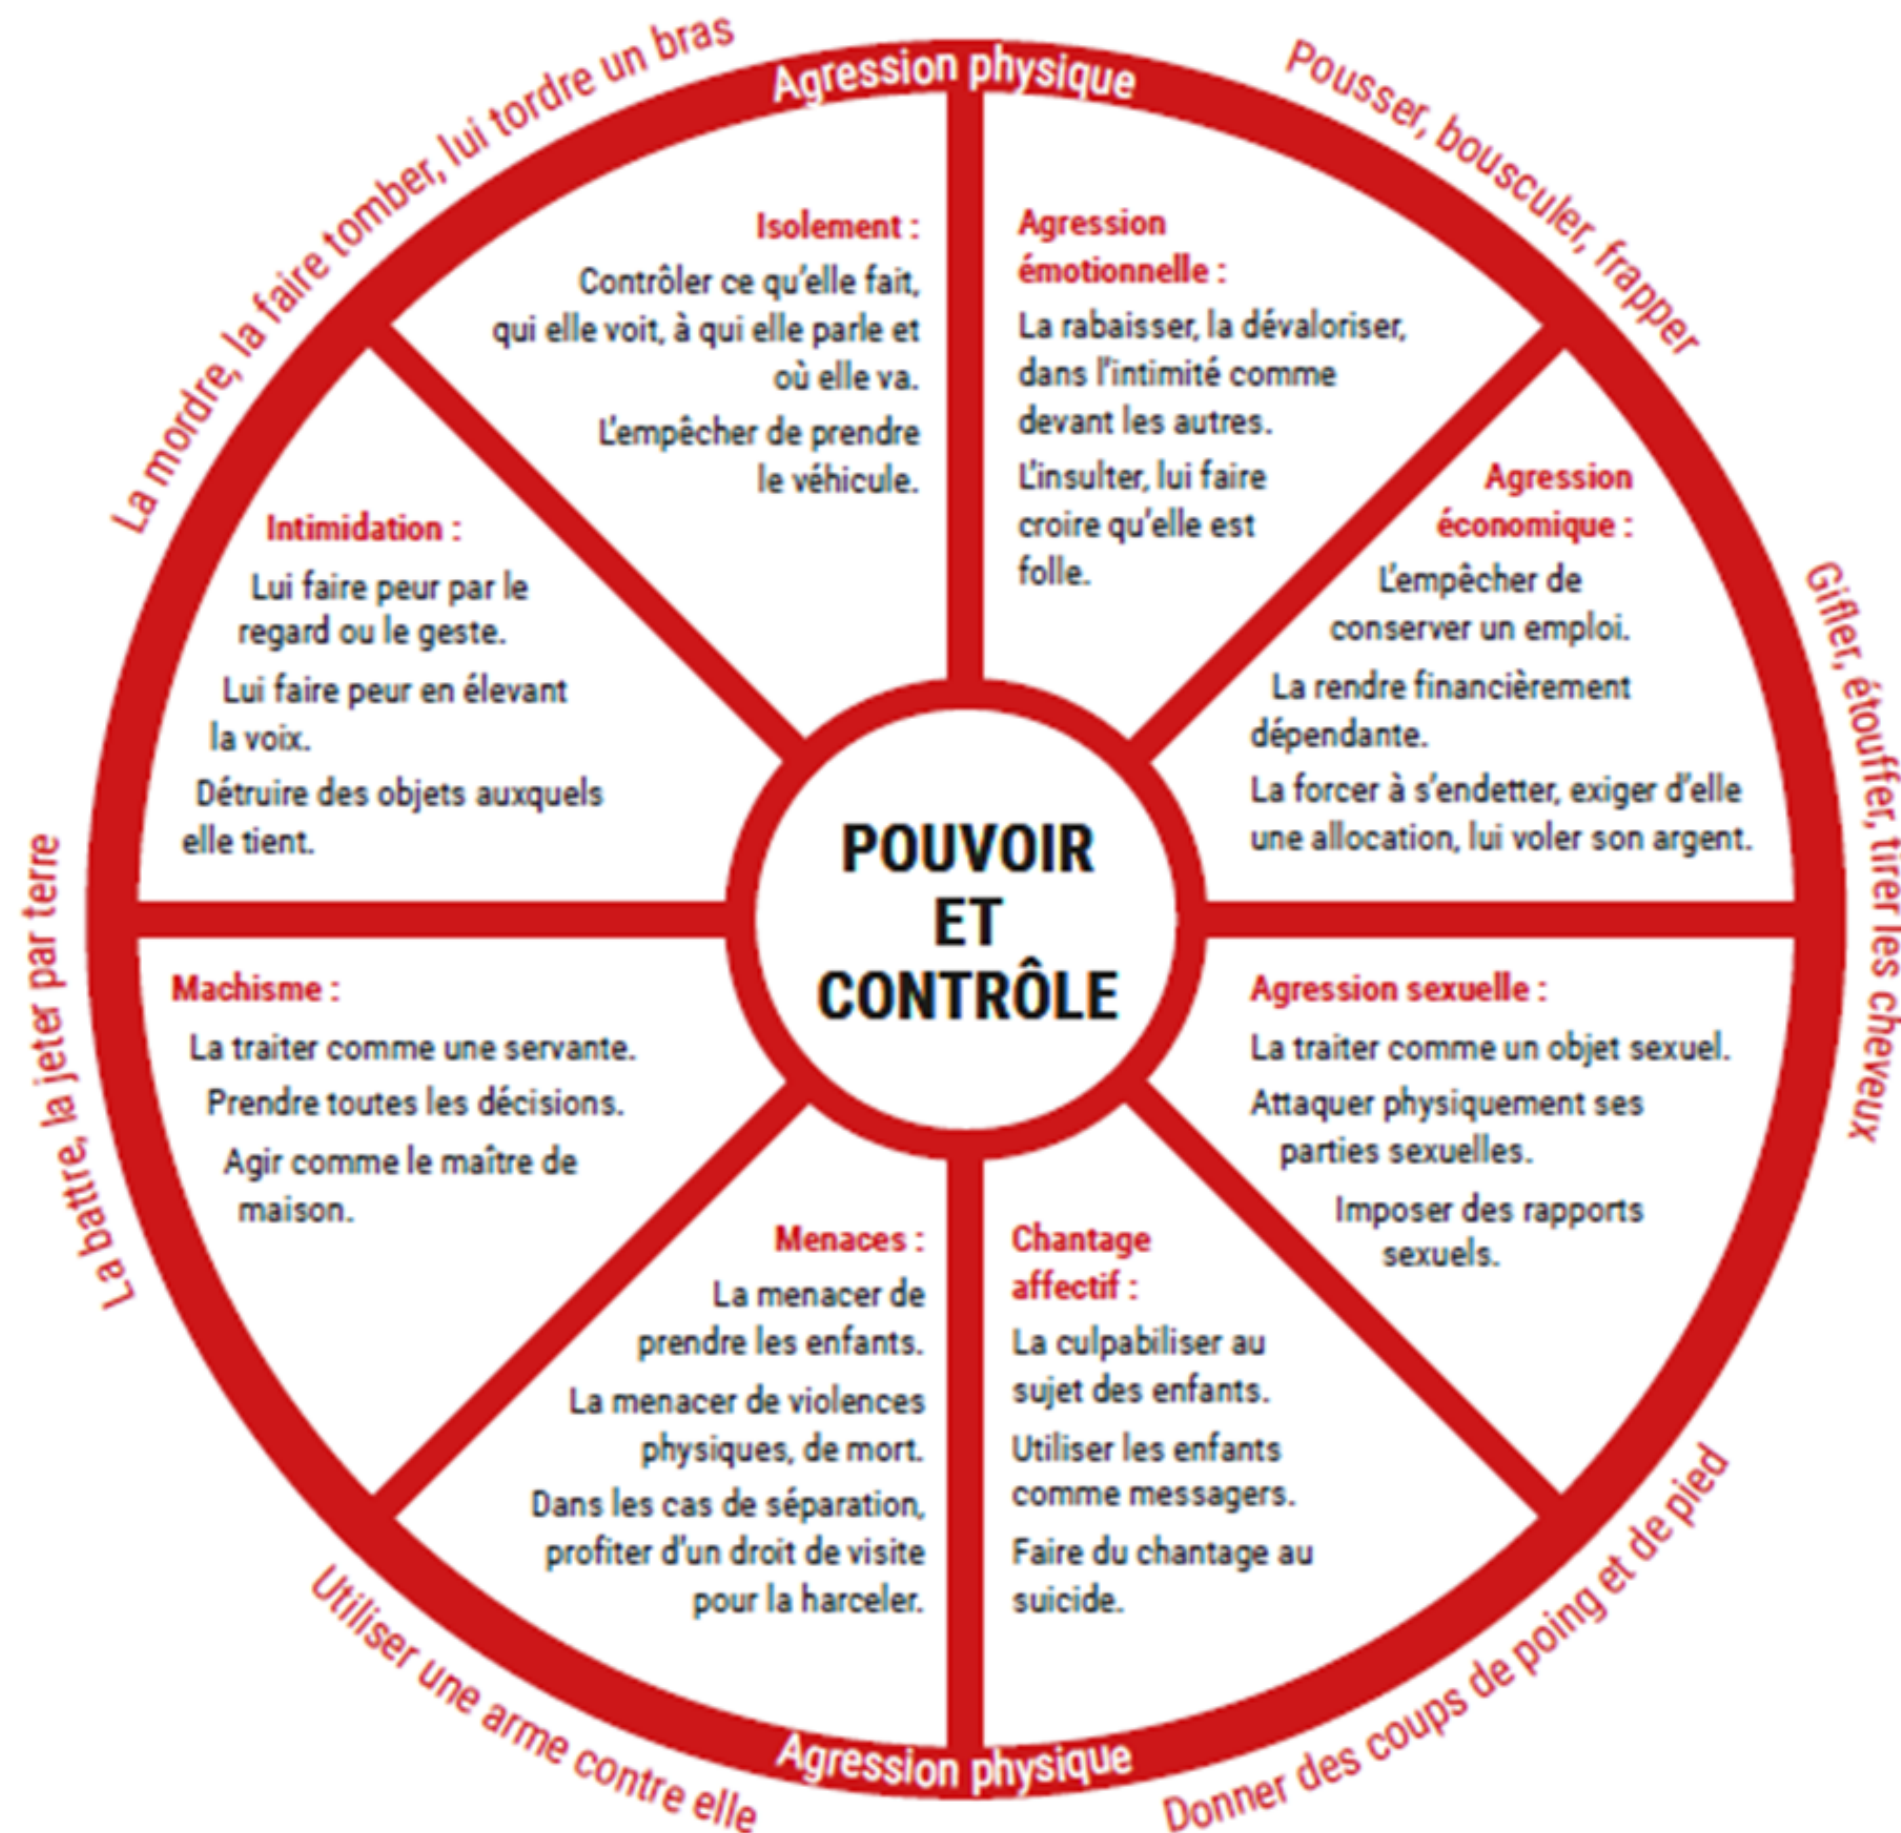 La mordre, la faire tomber, lui tordre un bras
Agression physique
Pousser, bousculer, frapper
Isolement :
Contrôler ce qu'elle fait,
qui elle voit, à qui elle parle et
où elle va.
L'empêcher de prendre
le véhicule.
Agression
émotionnelle :
La rabaisser, la dévaloriser,
dans l'intimité comme
devant les autres.
L'insulter, lui faire
croire qu'elle est
folle.
Agression
économique :
L'empêcher de
conserver un emploi.
La rendre financièrement
dépendante.
La forcer à s'endetter, exiger d'elle
une allocation, lui voler son argent.
Gifler, étouffer, tirer les cheveux
Intimidation :
Lui faire peur par le
regard ou le geste.
Lui faire peur en élevant
la voix.
Détruire des objets auxquels
elle tient.
POUVOIR
ET
CONTRÔLE
La battre, la jeter par terre
Machisme :
La traiter comme une servante.
Prendre toutes les décisions.
Agir comme le maître de
maison.
Agression sexuelle :
La traiter comme un objet sexuel.
Attaquer physiquement ses
parties sexuelles.
Imposer des rapports
sexuels.
Menaces :
La menacer de
prendre les enfants.
La menacer de violences
physiques, de mort.
Dans les cas de séparation,
profiter d'un droit de visite
pour la harceler.
Chantage
affectif :
La culpabiliser au
sujet des enfants.
Utiliser les enfants
comme messagers.
Faire du chantage au
suicide.
Utiliser une arme contre elle
Agression physique
Donner des coups de poing et de pied